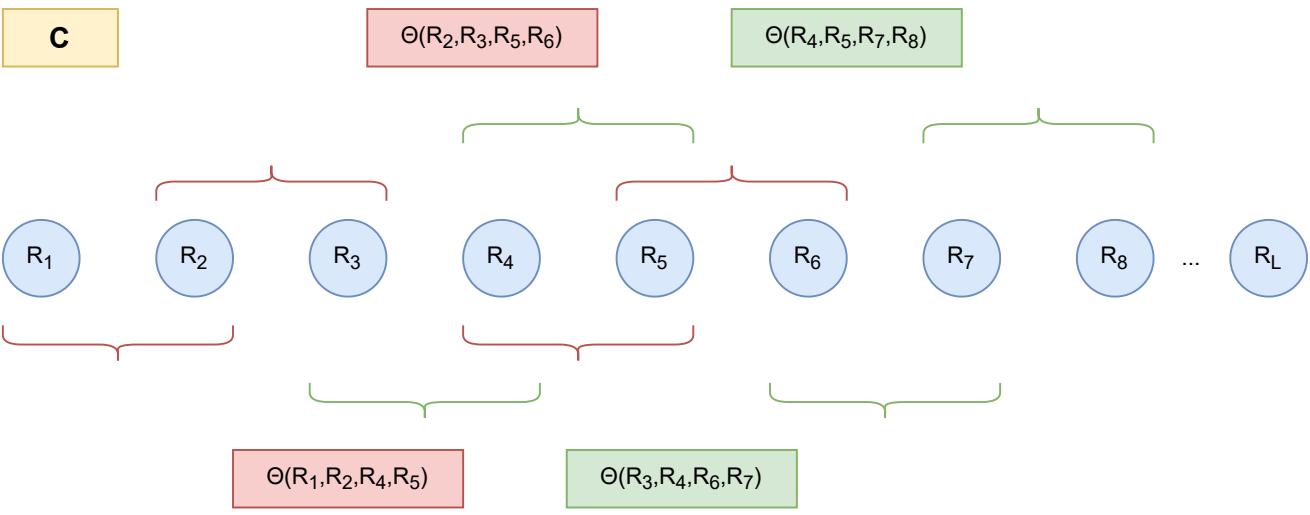 C
Θ(R₂,R₃,R₅,R₆)
Θ(R₄,R₅,R₇,R₈)
R₁ R₂ R₃ R₄ R₅ R₆ R₇ R₈ ... R_L
Θ(R₁,R₂,R₄,R₅)
Θ(R₃,R₄,R₆,R₇)